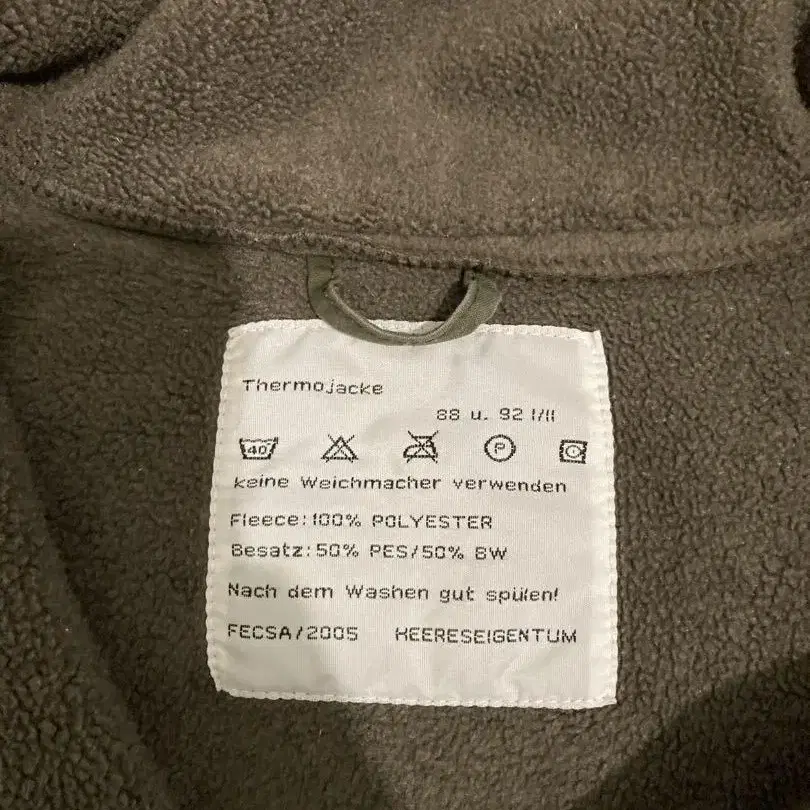 Thermojacke
88 u. 92 I/II
40 P
keine Weichmacher verwenden
Fleece: 100% POLYESTER
Besatz: 50% PES/50% BW
Nach dem Washen gut spülen!
FECSA/2005 HEERESEIGENTUM